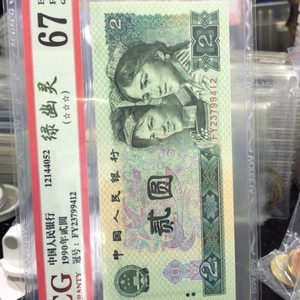 67
绿幽灵
(☆☆☆)
12144052
中国人民银行
1990年贰圆
冠号：FY23799412
2
FY23799412
中国人民银行
贰圆
2